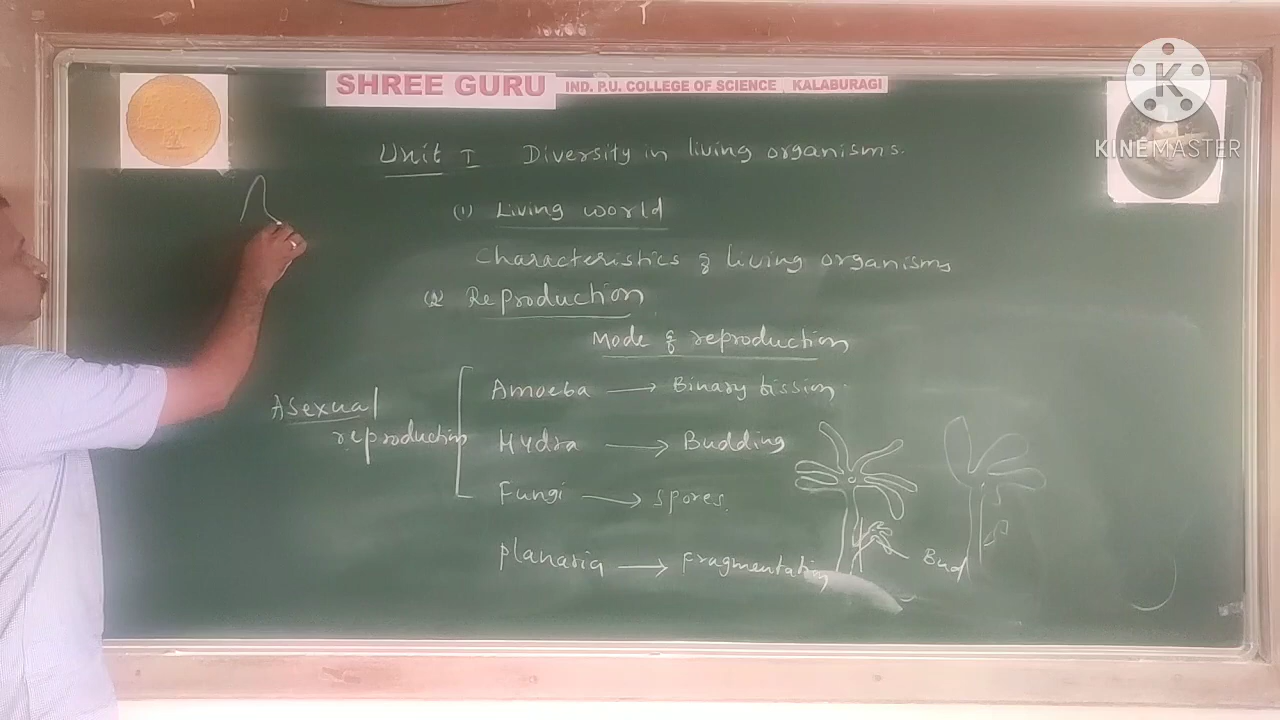 SHREE GURU IND. P.U. COLLEGE OF SCIENCE, KALABURAGI
KINEMASTER
Unit I Diversity in living organisms.
(1) Living world
Characteristics of living organisms
(2) Reproduction
Mode of reproduction
Asexual reproduction
Amoeba → Binary fission.
Hydra → Budding
Fungi → spores.
planaria → Fragmentation
Bud